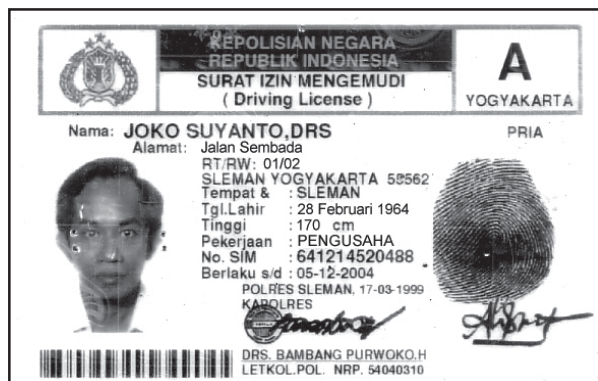 KEPOLISIAN NEGARA
REPUBLIK INDONESIA
SURAT IZIN MENGEMUDI
( Driving License )
A
YOGYAKARTA
Nama: JOKO SUYANTO,DRS
PRIA
Alamat: Jalan Sembada
RT/RW: 01/02
SLEMAN YOGYAKARTA 55562
Tempat & : SLEMAN
Tgl.Lahir : 28 Februari 1964
Tinggi : 170 cm
Pekerjaan : PENGUSAHA
No. SIM : 641214520488
Berlaku s/d : 05-12-2004
POLRES SLEMAN, 17-03-1999
KAPOLRES
DRS. BAMBANG PURWOKO.H
LETKOL.POL. NRP. 54040310